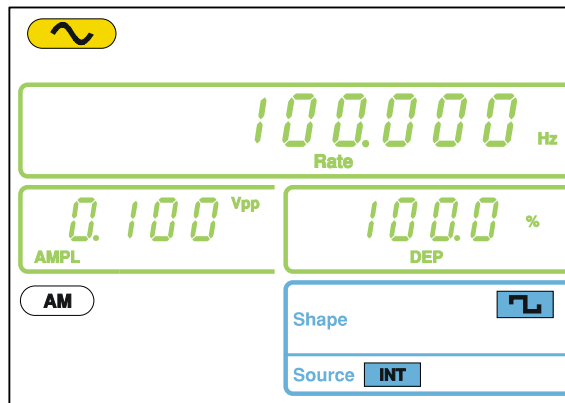 100.000 Hz
Rate
0.100 Vpp
AMPL
100.0 %
DEP
AM
Shape
Source INT